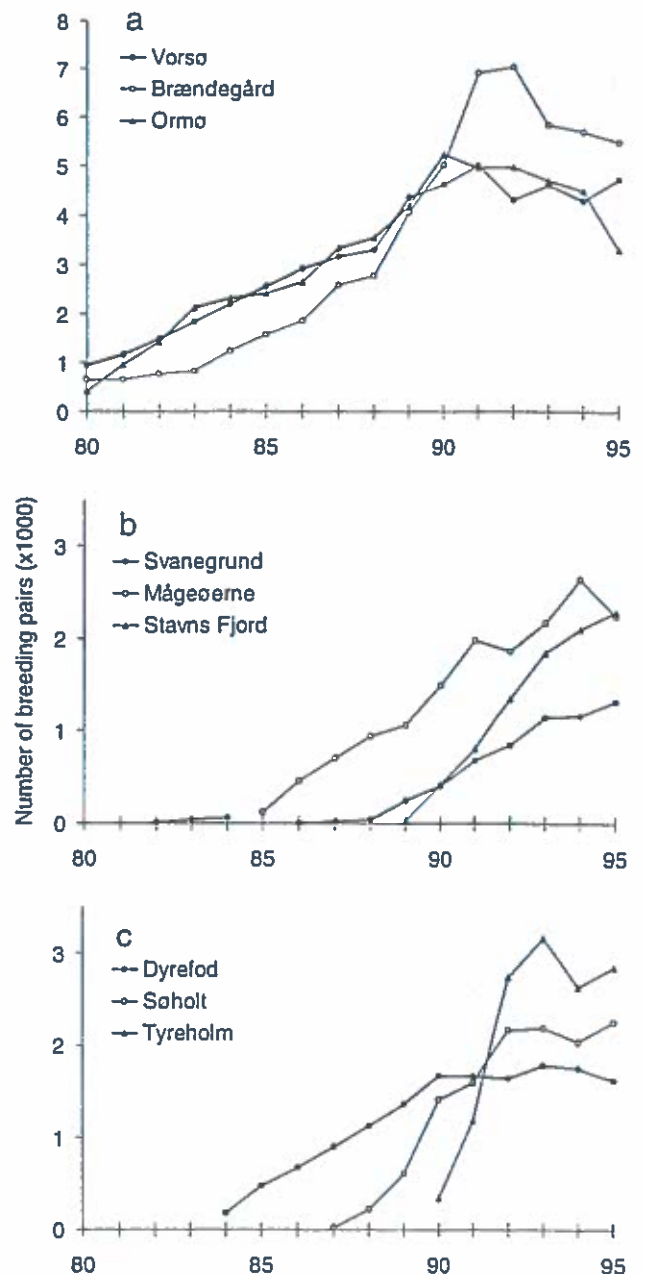 a
8
7
6
5
4
3
2
1
0
Vorsø
Brændegård
Ormø
80 85 90 95
Number of breeding pairs (x1000)
b
3
2
1
0
Svanegrund
Mågeøerne
Stavns Fjord
80 85 90 95
c
3
2
1
0
Dyrefod
Søholt
Tyreholm
80 85 90 95